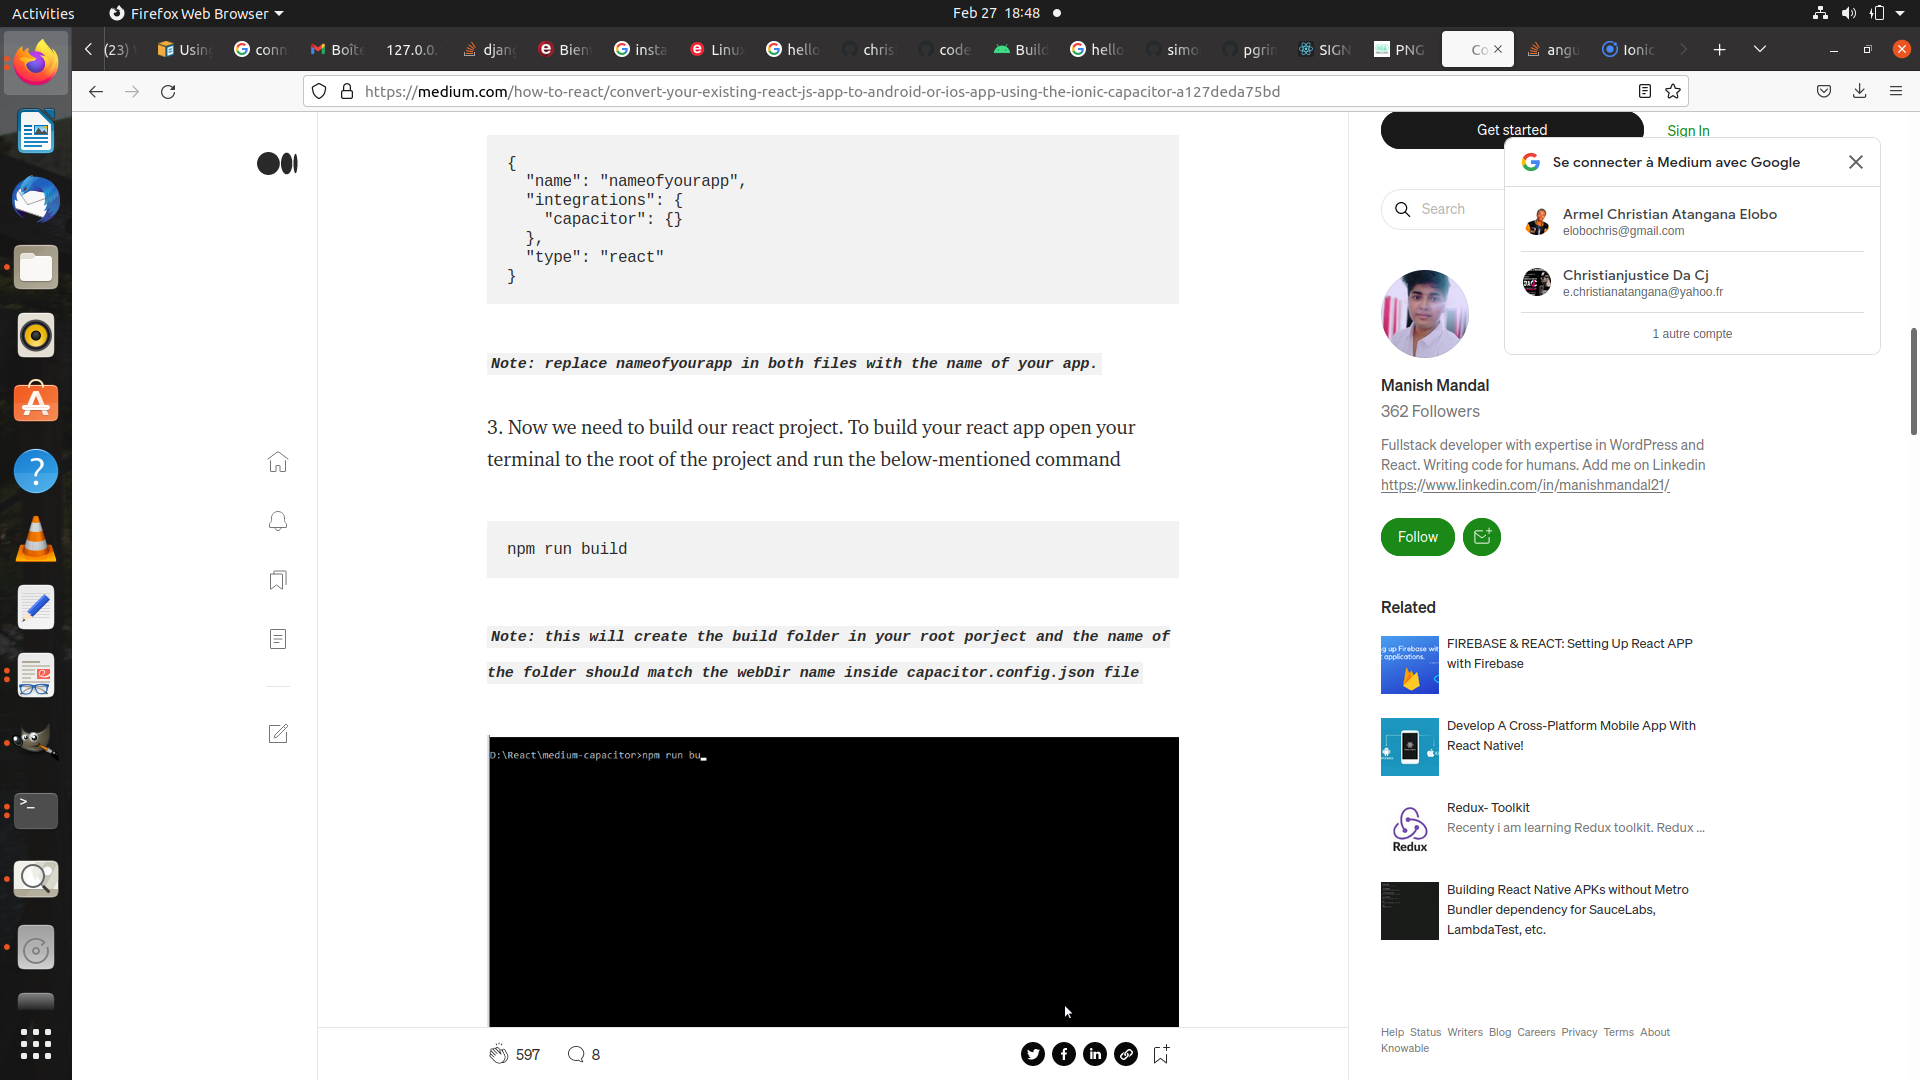 Activities
Firefox Web Browser
Feb 27 18:48
(23)
Using
conn
Boîte
127.0.0.
djang
Bien
insta
Linux
hello
chris
code
Build
hello
simo
pgrin
SIGN
PNG
Co
angu
Ionic
https://medium.com/how-to-react/convert-your-existing-react-js-app-to-android-or-ios-app-using-the-ionic-capacitor-a127deda75bd
{
"name": "nameofyourapp",
"integrations": {
"capacitor": {}
},
"type": "react"
}
Note: replace nameofyourapp in both files with the name of your app.
3. Now we need to build our react project. To build your react app open your
terminal to the root of the project and run the below-mentioned command
npm run build
Note: this will create the build folder in your root porject and the name of
the folder should match the webDir name inside capacitor.config.json file
D:\React\medium-capacitor>npm run bu
597
8
Get started
Sign In
Search
Se connecter à Medium avec Google
Armel Christian Atangana Elobo
elobochris@gmail.com
Christianjustice Da Cj
e.christianatangana@yahoo.fr
1 autre compte
Manish Mandal
362 Followers
Fullstack developer with expertise in WordPress and
React. Writing code for humans. Add me on Linkedin
https://www.linkedin.com/in/manishmandal21/
Follow
Related
FIREBASE & REACT: Setting Up React APP
with Firebase
Develop A Cross-Platform Mobile App With
React Native!
Redux- Toolkit
Recenty i am learning Redux toolkit. Redux ...
Redux
Building React Native APKs without Metro
Bundler dependency for SauceLabs,
LambdaTest, etc.
Help Status Writers Blog Careers Privacy Terms About
Knowable